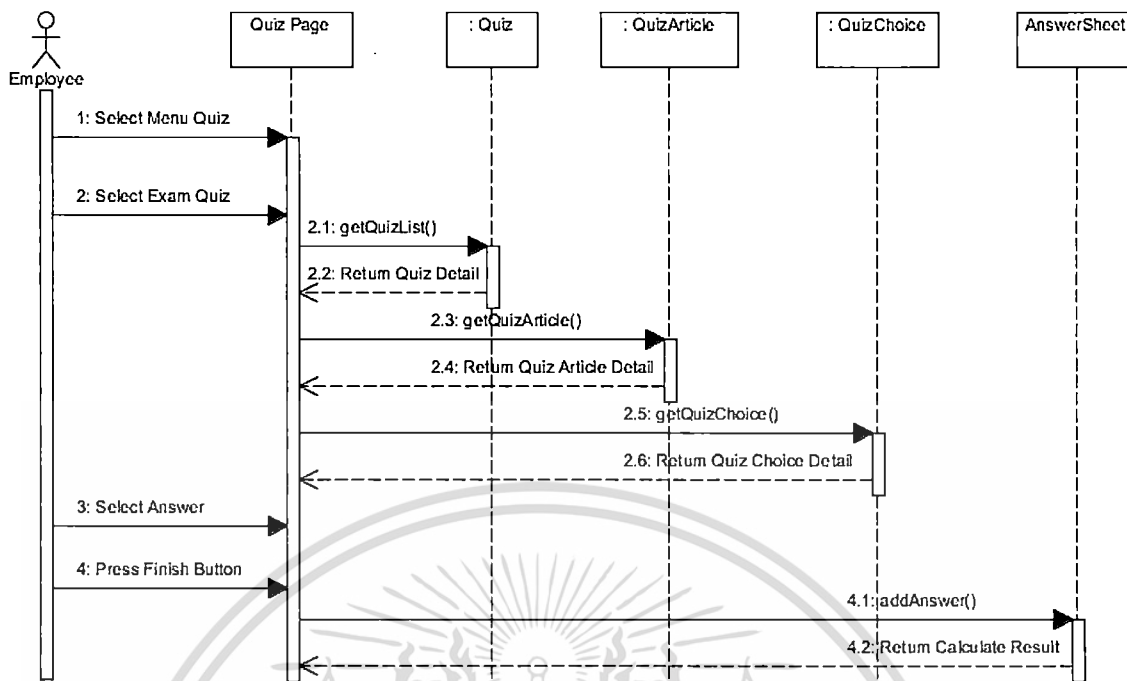 Quiz Page
: Quiz
: QuizArticle
: QuizChoice
AnswerSheet
Employee
1: Select Menu Quiz
2: Select Exam Quiz
2.1: getQuizList()
2.2: Return Quiz Detail
2.3: getQuizArticle()
2.4: Return Quiz Article Detail
2.5: getQuizChoice()
2.6: Return Quiz Choice Detail
3: Select Answer
4: Press Finish Button
4.1: addAnswer()
4.2: Return Calculate Result